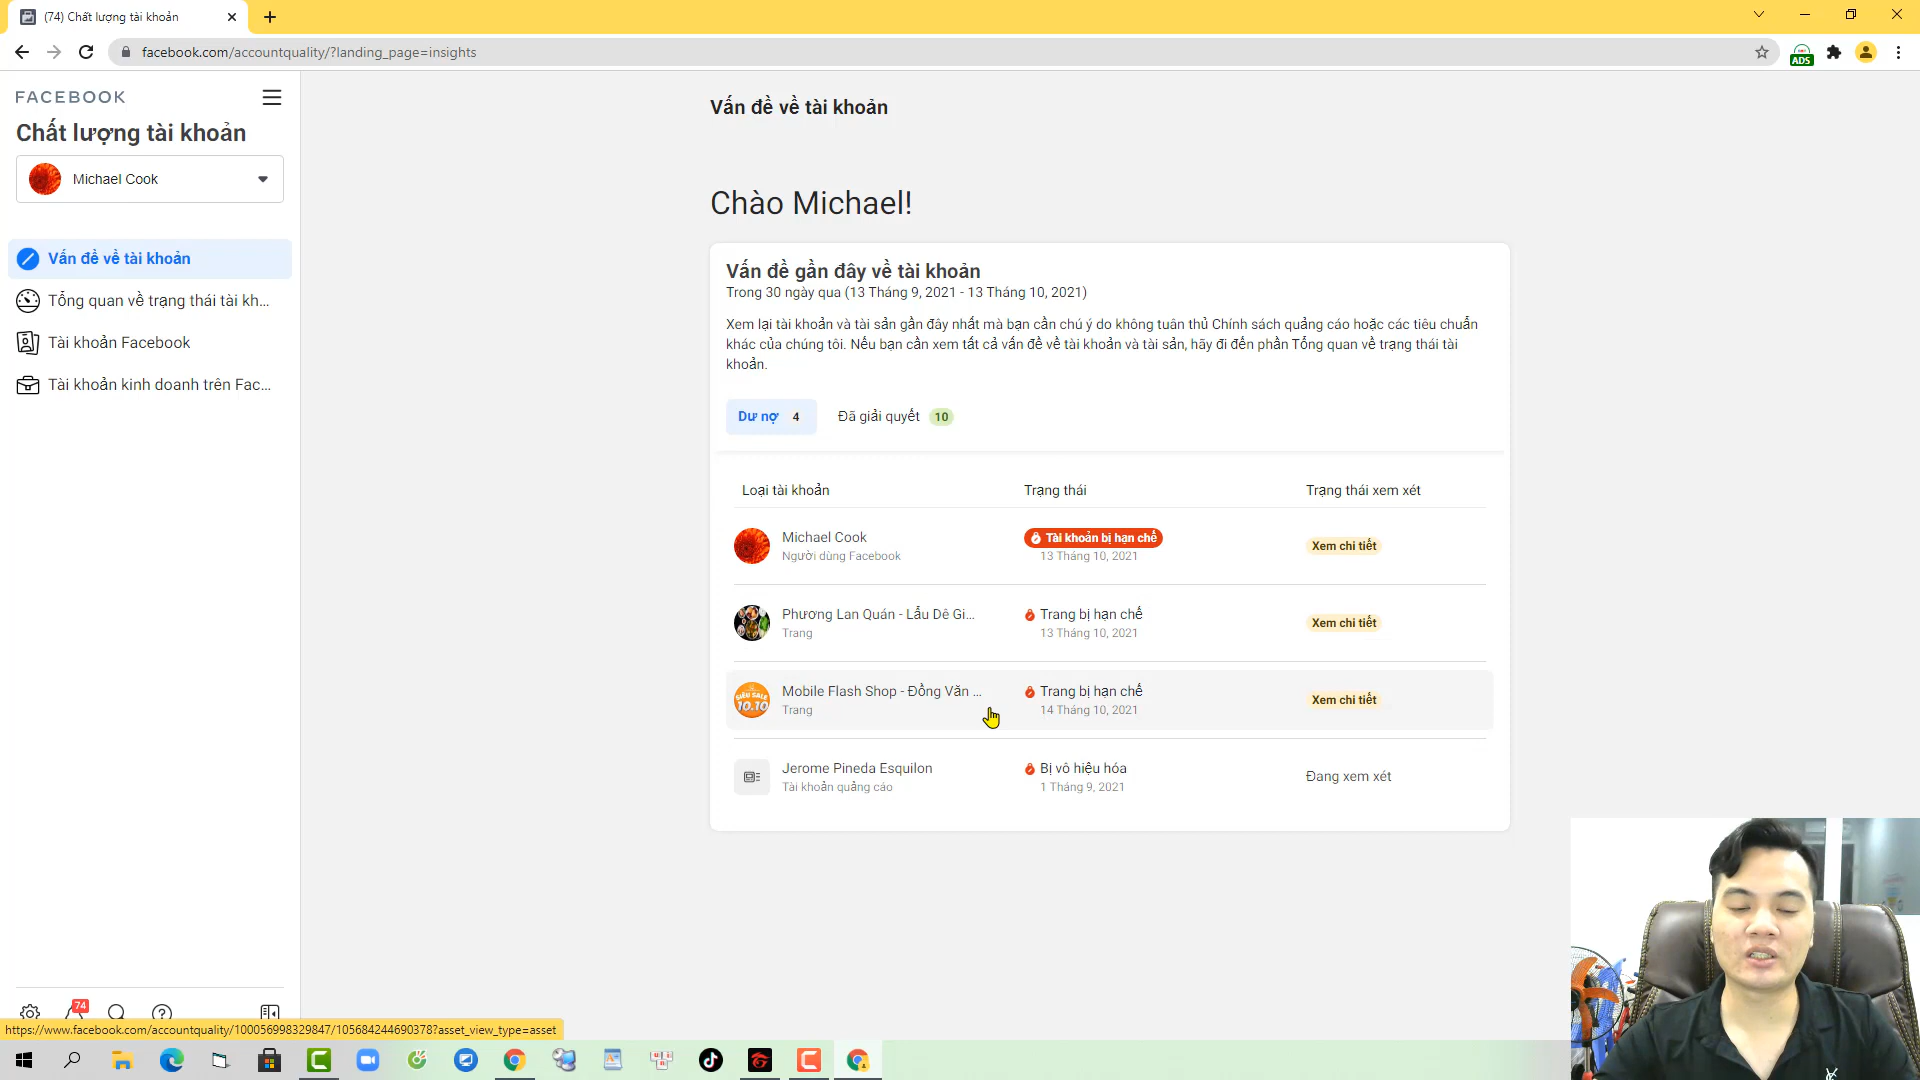 (74) Chất lượng tài khoản
facebook.com/accountquality/?landing_page=insights
ADS
FACEBOOK
Chất lượng tài khoản
Michael Cook
Vấn đề về tài khoản
Tổng quan về trạng thái tài kh...
Tài khoản Facebook
Tài khoản kinh doanh trên Fac...
74
https://www.facebook.com/accountquality/100056998329847/105684244690378?asset_view_type=asset
Vấn đề về tài khoản
Chào Michael!
Vấn đề gần đây về tài khoản
Trong 30 ngày qua (13 Tháng 9, 2021 - 13 Tháng 10, 2021)
Xem lại tài khoản và tài sản gần đây nhất mà bạn cần chú ý do không tuân thủ Chính sách quảng cáo hoặc các tiêu chuẩn
khác của chúng tôi. Nếu bạn cần xem tất cả vấn đề về tài khoản và tài sản, hãy đi đến phần Tổng quan về trạng thái tài
khoản.
Dư nợ 4 Đã giải quyết 10
Loại tài khoản Trạng thái Trạng thái xem xét
Michael Cook Tài khoản bị hạn chế Xem chi tiết
Người dùng Facebook 13 Tháng 10, 2021
Phương Lan Quán - Lẩu Dê Gi... Trang bị hạn chế Xem chi tiết
Trang 13 Tháng 10, 2021
SIÊU SALE
10.10
Mobile Flash Shop - Đồng Văn ... Trang bị hạn chế Xem chi tiết
Trang 14 Tháng 10, 2021
Jerome Pineda Esquilon Bị vô hiệu hóa Đang xem xét
Tài khoản quảng cáo 1 Tháng 9, 2021